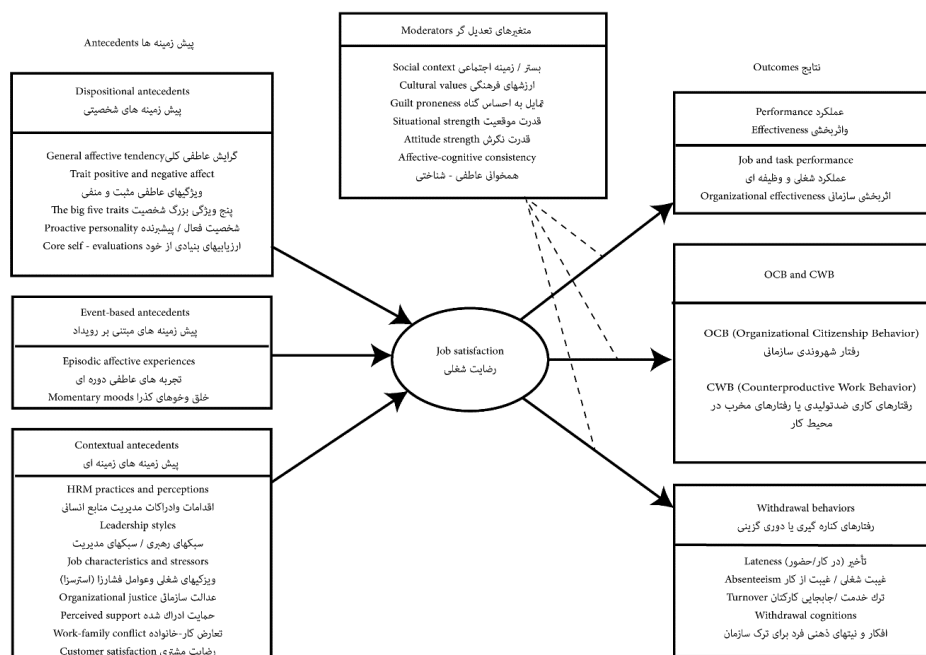 پیش زمینه ها Antecedents
Dispositional antecedents
پیش زمینه های شخصیتی
General affective tendency گرایش عاطفی کلی
Trait positive and negative affect
ویژگیهای عاطفی مثبت و منفی
The big five traits پنج ویژگی بزرگ شخصیت
شخصیت فعال / پیشبرنده Proactive personality
Core self - evaluations ارزیابیهای بنیادی از خود
Event-based antecedents
پیش زمینه های مبتنی بر رویداد
Episodic affective experiences
تجربه های عاطفی دوره ای
Momentary moods خلق وخوهای گذرا
Contextual antecedents
پیش زمینه های زمینه ای
HRM practices and perceptions
اقدامات وادراکات مدیریت منابع انسانی
Leadership styles
سبکهای رهبری / سبکهای مدیریت
Job characteristics and stressors
ویزکیهای شغلی وعوامل فشارزا (استرسزا)
Organizational justice عدالت سازمانی
Perceived support حمایت ادراك شده
Work-family conflict تعارض کار-خانواده
Customer satisfaction رضایت مشتری
Moderators متغیرهای تعدیل گر
Social context بستر / زمینه اجتماعی
Cultural values ارزشهای فرهنگی
Guilt proneness تمایل به احساس گناه
Situational strength قدرت موقعیت
Attitude strength قدرت نگرش
Affective-cognitive consistency
همخوانی عاطفی - شناختی
Job satisfaction
رضایت شغلی
Outcomes نتایج
Performance عملکرد
Effectiveness واثربخشی
Job and task performance
عملکرد شغلی و وظیفه ای
Organizational effectiveness اثربخشی سازمانی
OCB and CWB
OCB (Organizational Citizenship Behavior)
رفتار شهروندی سازمانی
CWB (Counterproductive Work Behavior)
رفتارهای کاری ضدتولیدی یا رفتارهای مخرب در
محیط کار
Withdrawal behaviors
رفتارهای کناره گیری یا دوری گزینی
Lateness تأخیر (در کار/حضور)
Absenteeism غیبت شغلی / غیبت از کار
Turnover ترك خدمت /جابجایی کارکنان
Withdrawal cognitions
افکار و نیتهای ذهنی فرد برای ترک سازمان